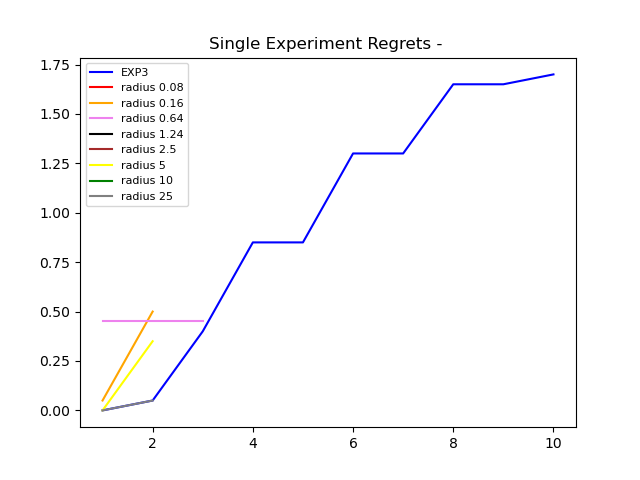 Single Experiment Regrets -
1.75
1.50
1.25
1.00
0.75
0.50
0.25
0.00
EXP3
radius 0.08
radius 0.16
radius 0.64
radius 1.24
radius 2.5
radius 5
radius 10
radius 25
2 4 6 8 10